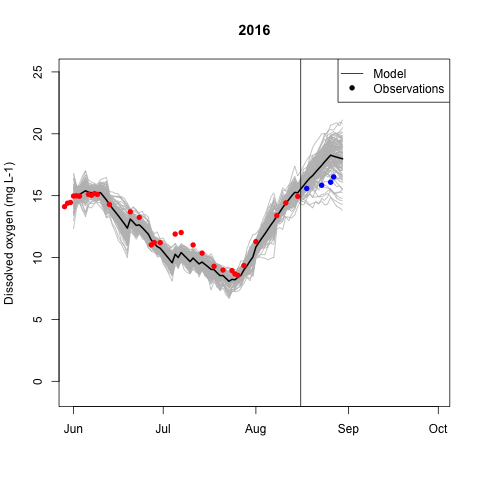 2016
Dissolved oxygen (mg L-1)
25
20
15
10
5
0
Model
Observations
Jun
Jul
Aug
Sep
Oct